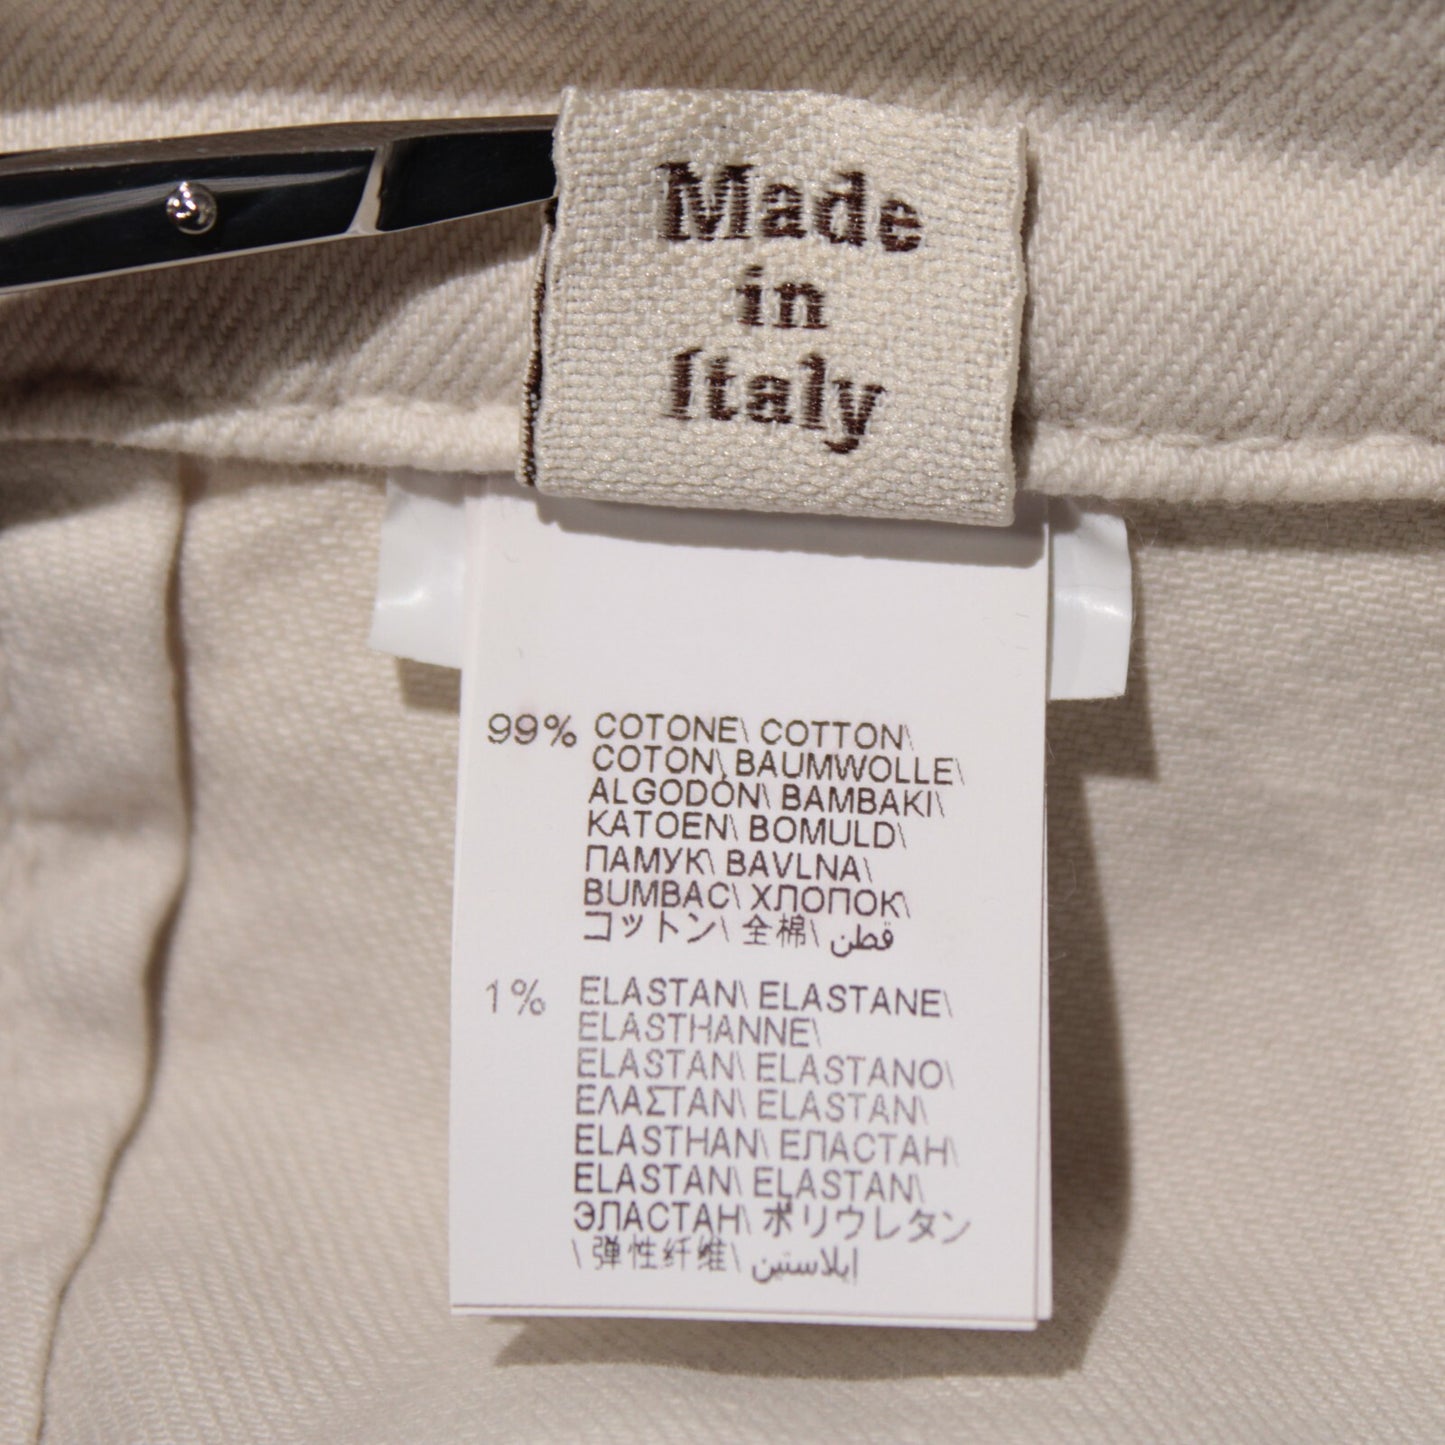 Made
in
Italy
99% COTONE\ COTTON\
COTON\ BAUMWOLLE\
ALGODÓN\ BAMBAKI\
KATOEN\ BOMULD\
ПАМУК\ BAVLNA\
BUMBAC\ ХЛОПОК\
コットン\ 全棉\ قطن
1% ELASTAN\ ELASTANE\
ELASTHANNE\
ELASTAN\ ELASTANO\
ΕΛΑΣΤΑΝ\ ELASTAN\
ELASTHAN\ ЕЛАСТАН\
ELASTAN\ ELASTAN\
ЭЛАСТАН\ ポリウレタン
\ 弹性纤维\ إيلاستين